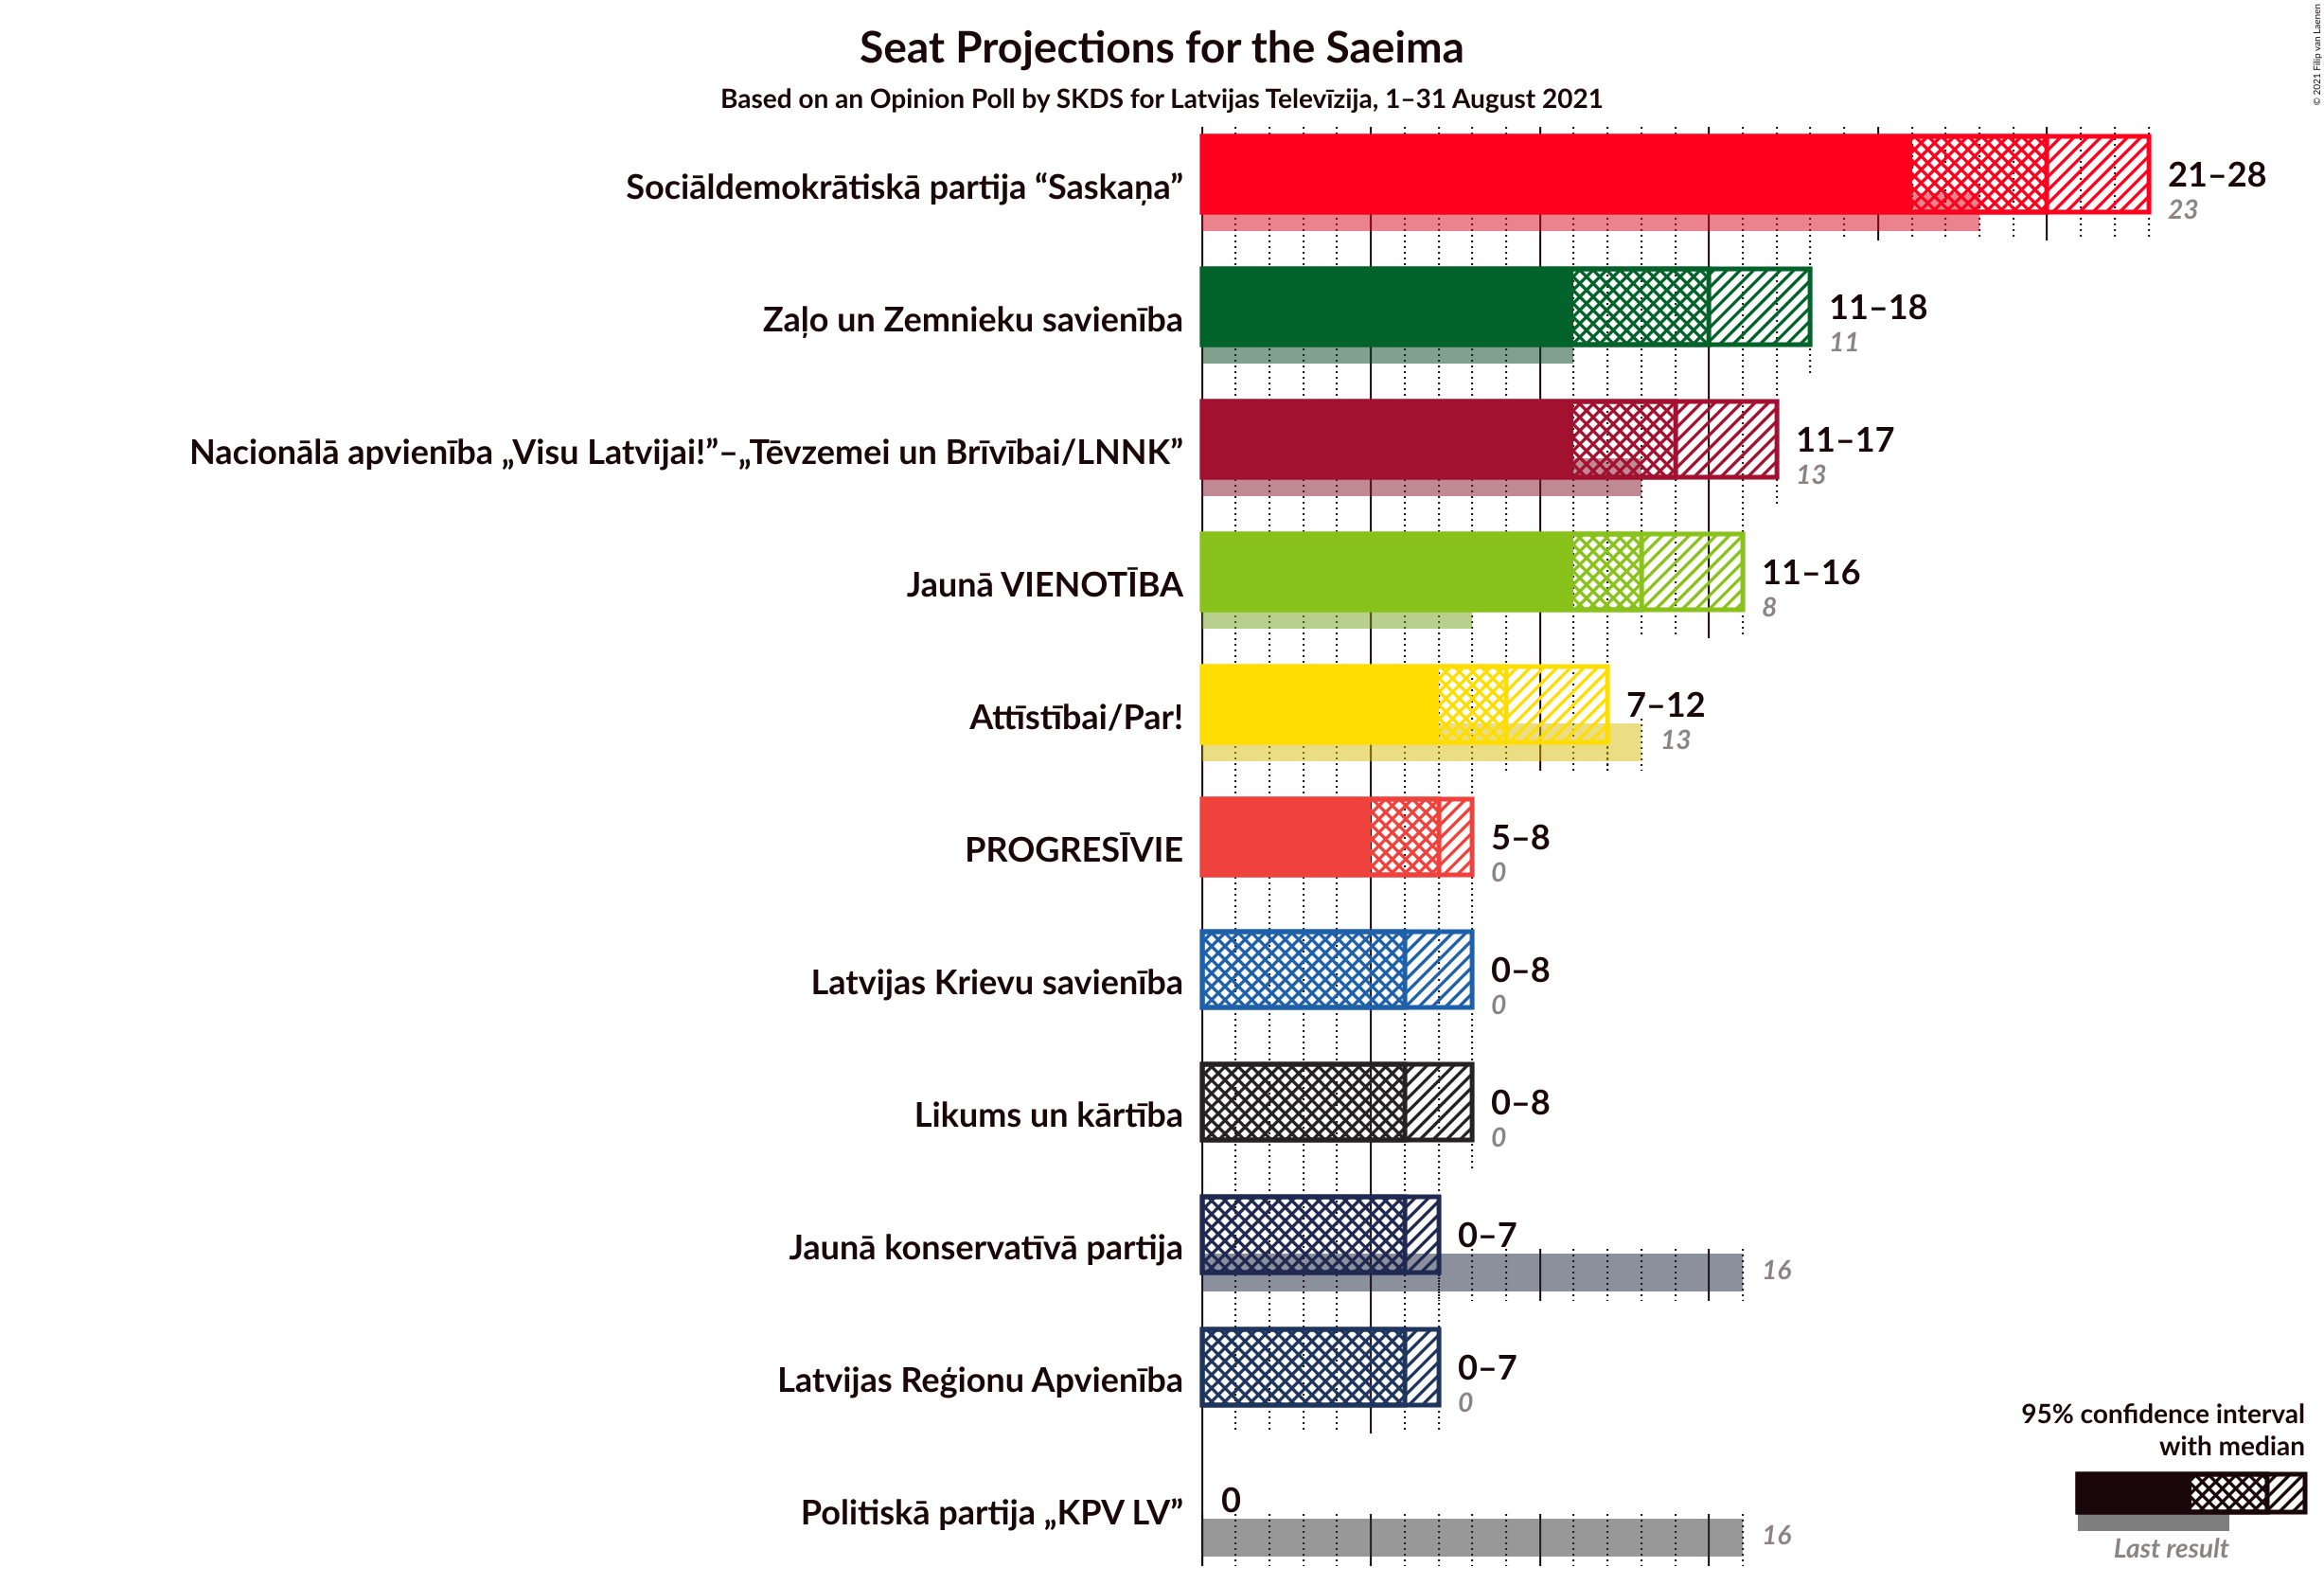 Seat Projections for the Saeima
Based on an Opinion Poll by SKDS for Latvijas Televīzija, 1–31 August 2021
© 2021 Filip van Laenen
Sociāldemokrātiskā partija “Saskaņa”
21–28
23
Zaļo un Zemnieku savienība
11–18
11
Nacionālā apvienība „Visu Latvijai!”–„Tēvzemei un Brīvībai/LNNK”
11–17
13
Jaunā VIENOTĪBA
11–16
8
Attīstībai/Par!
7–12
13
PROGRESĪVIE
5–8
0
Latvijas Krievu savienība
0–8
0
Likums un kārtība
0–8
0
Jaunā konservatīvā partija
0–7
16
Latvijas Reģionu Apvienība
0–7
0
Politiskā partija „KPV LV”
0
16
95% confidence interval
with median
Last result